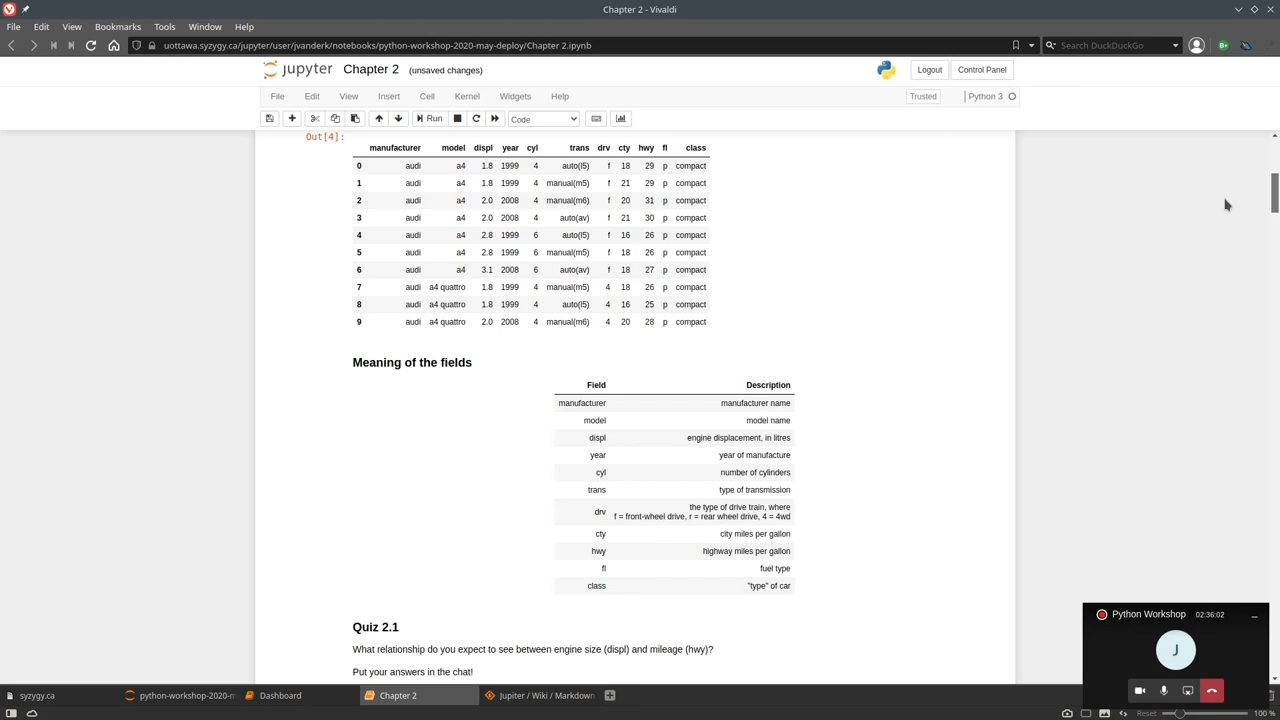 Chapter 2 - Vivaldi
File Edit View Bookmarks Tools Window Help
uottawa.syzygy.ca/jupyter/user/jvanderk/notebooks/python-workshop-2020-may-deploy/Chapter 2.ipynb
Search DuckDuckGo
jupyter Chapter 2 (unsaved changes)
Logout Control Panel
File Edit View Insert Cell Kernel Widgets Help
Trusted Python 3
Run Code
Out[4]:
manufacturer model displ year cyl trans drv cty hwy fl class
0 audi a4 1.8 1999 4 auto(l5) f 18 29 p compact
1 audi a4 1.8 1999 4 manual(m5) f 21 29 p compact
2 audi a4 2.0 2008 4 manual(m6) f 20 31 p compact
3 audi a4 2.0 2008 4 auto(av) f 21 30 p compact
4 audi a4 2.8 1999 6 auto(l5) f 16 26 p compact
5 audi a4 2.8 1999 6 manual(m5) f 18 26 p compact
6 audi a4 3.1 2008 6 auto(av) f 18 27 p compact
7 audi a4 quattro 1.8 1999 4 manual(m5) 4 18 26 p compact
8 audi a4 quattro 1.8 1999 4 auto(l5) 4 16 25 p compact
9 audi a4 quattro 2.0 2008 4 manual(m6) 4 20 28 p compact
Meaning of the fields
Field Description
manufacturer manufacturer name
model model name
displ engine displacement, in litres
year year of manufacture
cyl number of cylinders
trans type of transmission
drv the type of drive train, where
f = front-wheel drive, r = rear wheel drive, 4 = 4wd
cty city miles per gallon
hwy highway miles per gallon
fl fuel type
class "type" of car
Quiz 2.1
What relationship do you expect to see between engine size (displ) and mileage (hwy)?
Put your answers in the chat!
Python Workshop 02:36:02
J
syzygy.ca
python-workshop-2020-m
Dashboard
Chapter 2
Jupiter / Wiki / Markdown
Reset 100 %